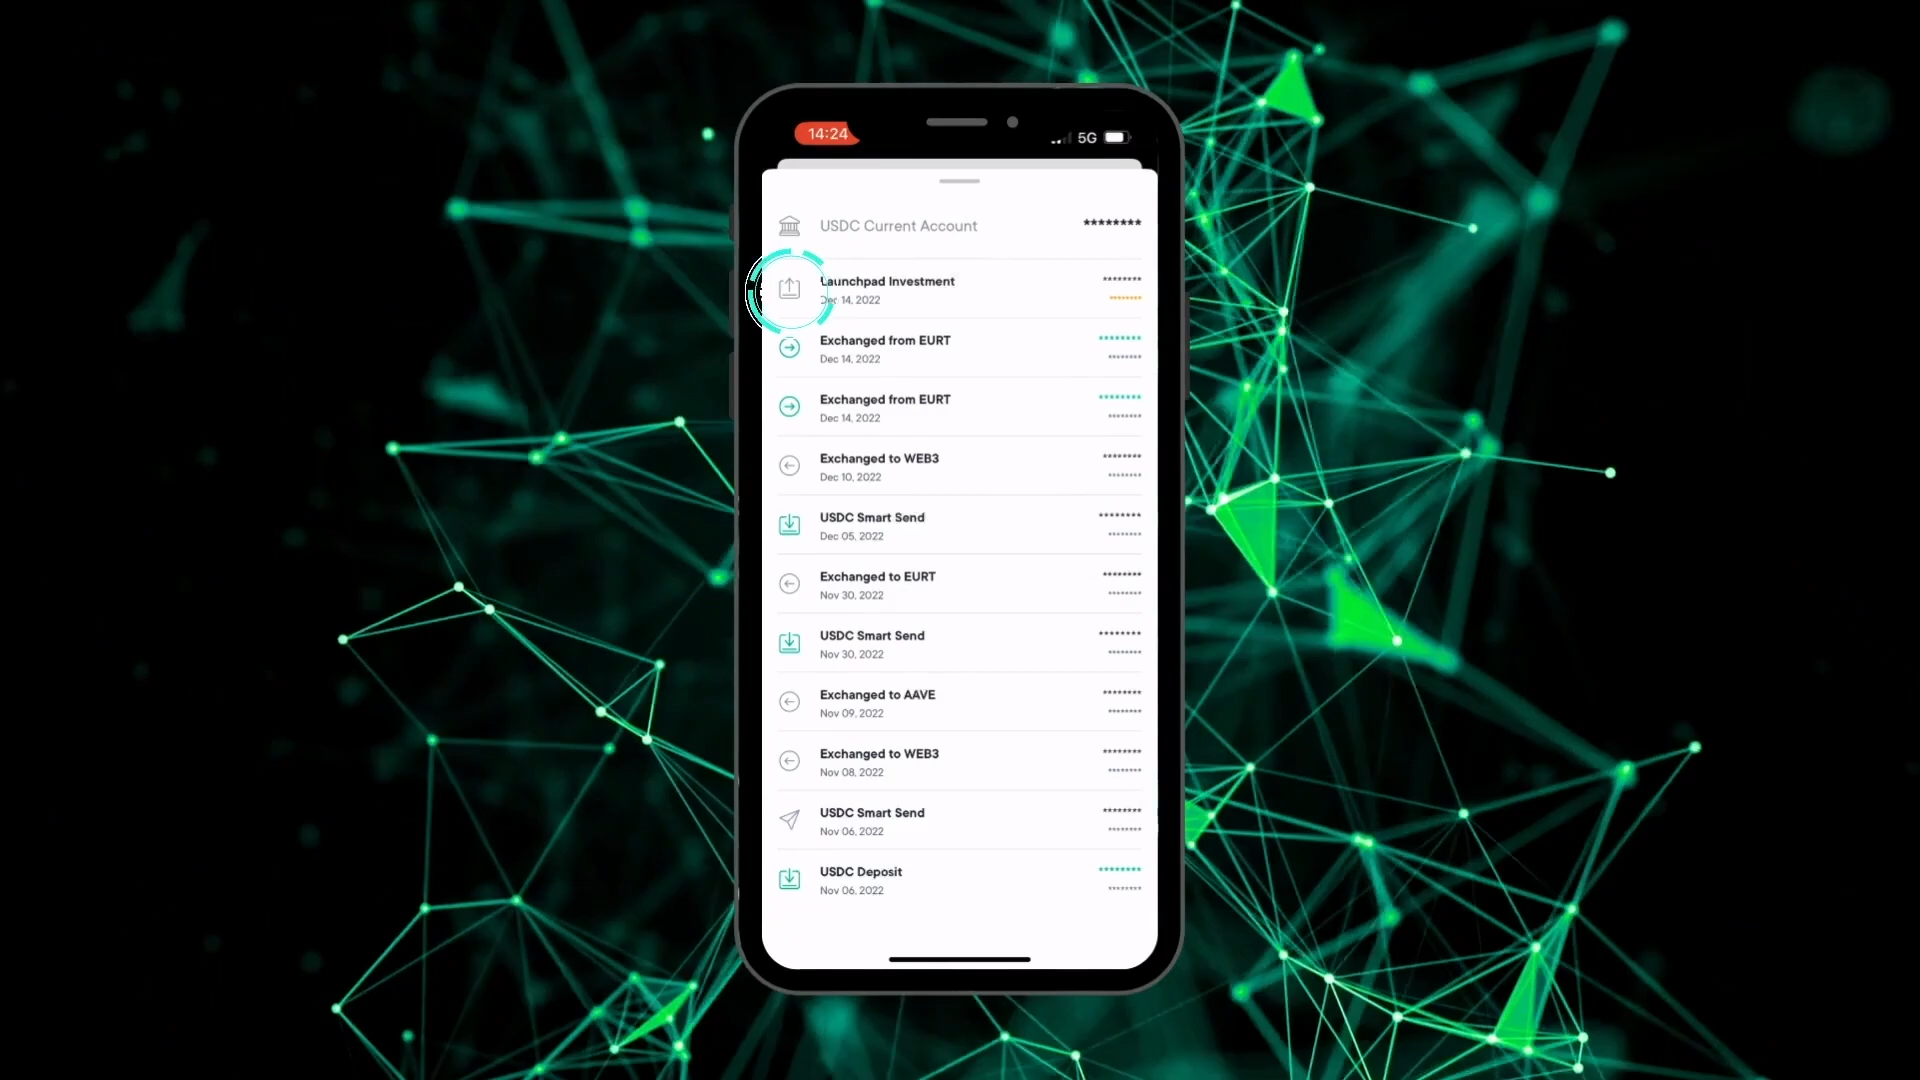 14:24
5G
USDC Current Account
********
Launchpad Investment
********
Dec 14, 2022
********
Exchanged from EURT
********
Dec 14, 2022
********
Exchanged from EURT
********
Dec 14, 2022
********
Exchanged to WEB3
********
Dec 10, 2022
********
USDC Smart Send
********
Dec 05, 2022
********
Exchanged to EURT
********
Nov 30, 2022
********
USDC Smart Send
********
Nov 30, 2022
********
Exchanged to AAVE
********
Nov 09, 2022
********
Exchanged to WEB3
********
Nov 08, 2022
********
USDC Smart Send
********
Nov 06, 2022
********
USDC Deposit
********
Nov 06, 2022
********